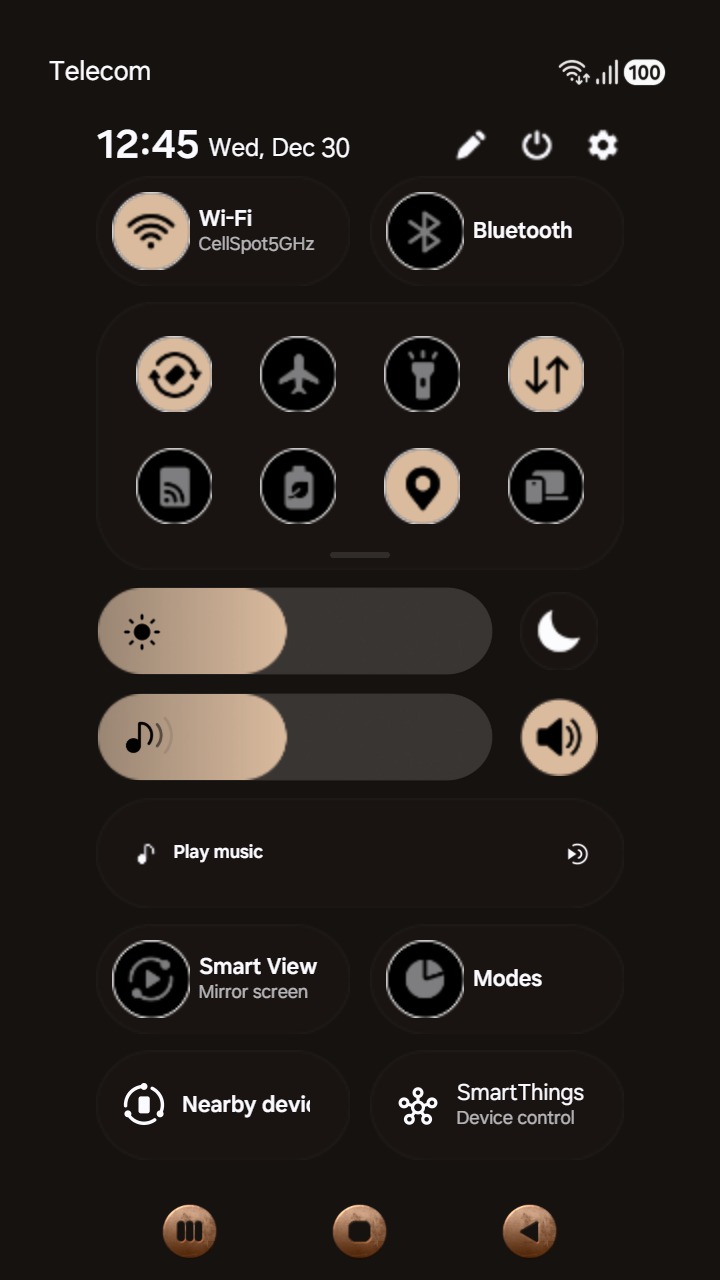 Telecom
100
12:45 Wed, Dec 30
Wi-Fi
CellSpot5GHz
Bluetooth
Play music
Smart View
Mirror screen
Modes
Nearby devic
SmartThings
Device control